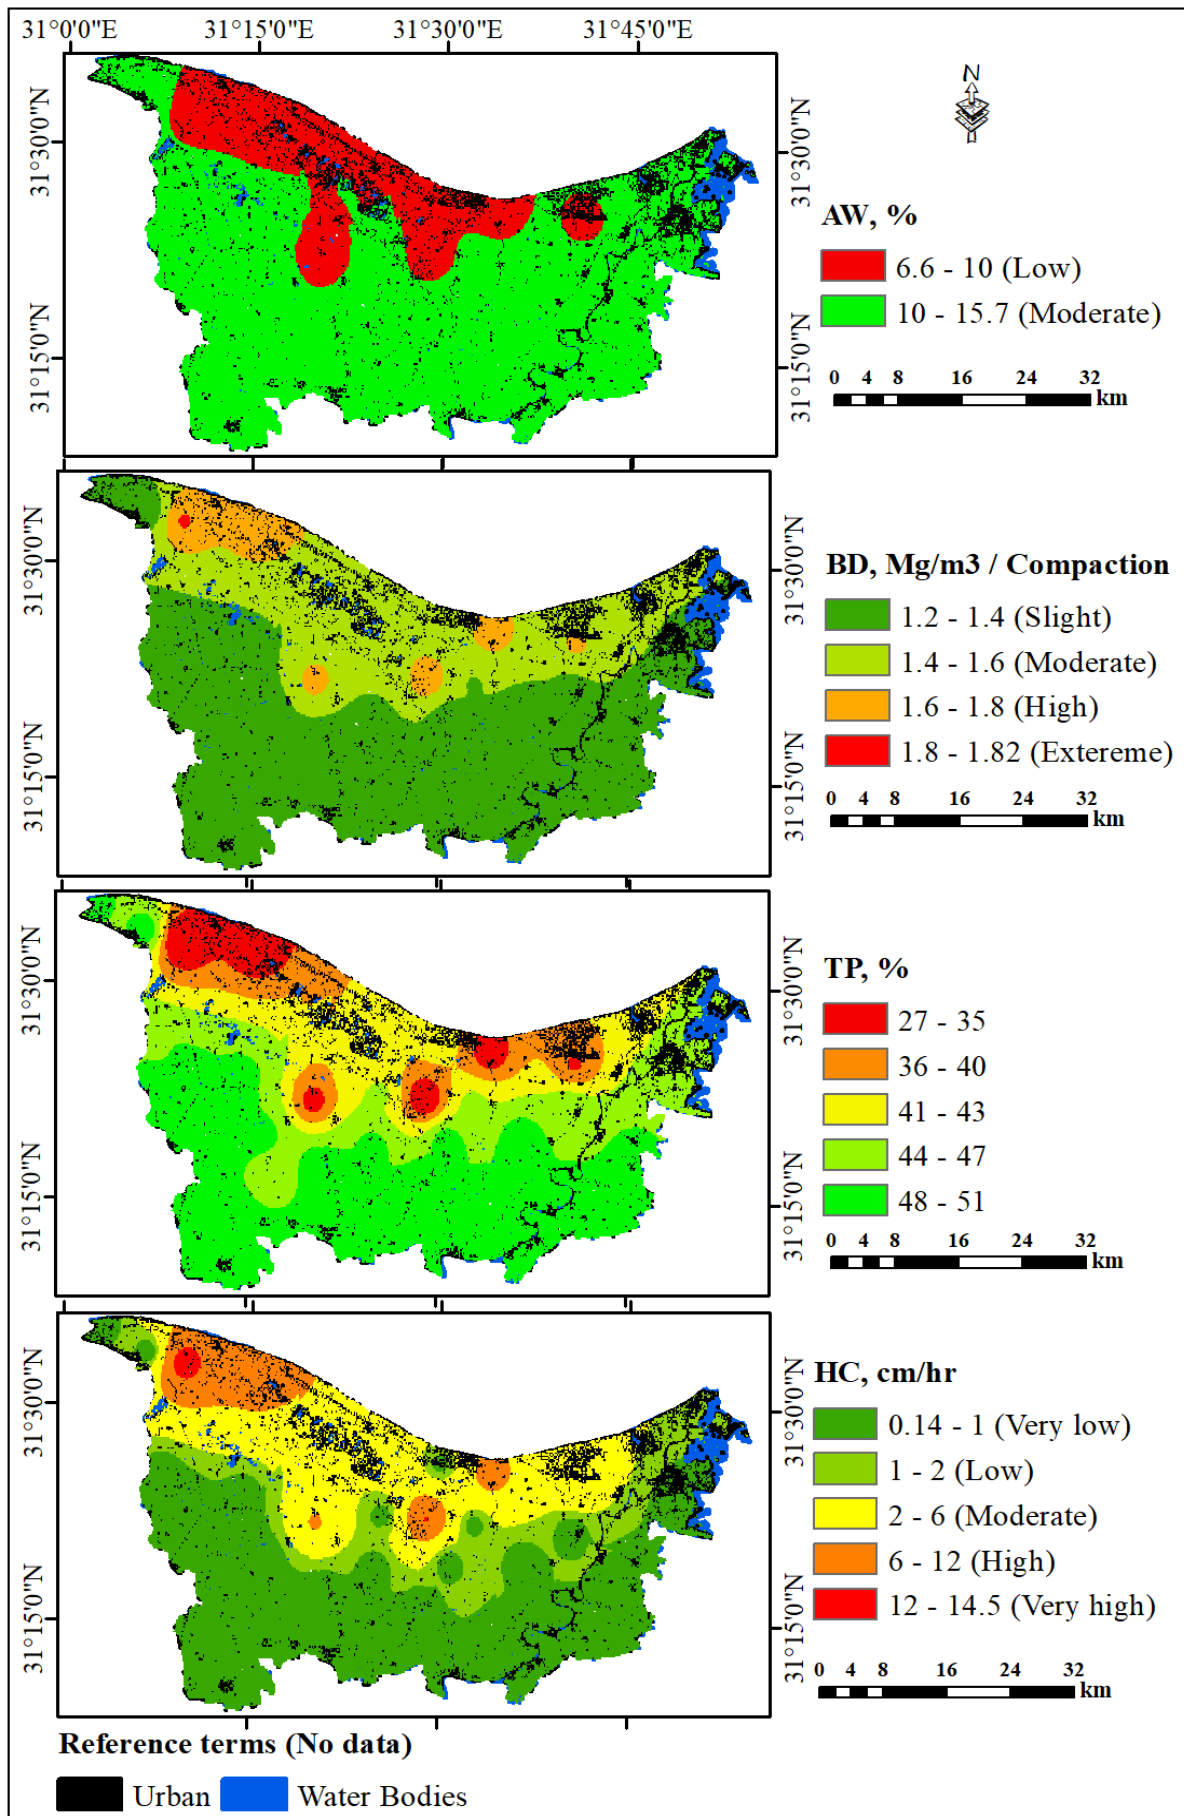 31°0'0"E 31°15'0"E 31°30'0"E 31°45'0"E
N
31°30'0"N
31°30'0"N
31°15'0"N
31°15'0"N
AW, %
6.6 - 10 (Low)
10 - 15.7 (Moderate)
0 4 8 16 24 32
km
31°30'0"N
31°30'0"N
31°15'0"N
31°15'0"N
BD, Mg/m3 / Compaction
1.2 - 1.4 (Slight)
1.4 - 1.6 (Moderate)
1.6 - 1.8 (High)
1.8 - 1.82 (Extereme)
0 4 8 16 24 32
km
31°30'0"N
31°30'0"N
31°15'0"N
31°15'0"N
TP, %
27 - 35
36 - 40
41 - 43
44 - 47
48 - 51
0 4 8 16 24 32
km
31°30'0"N
31°30'0"N
31°15'0"N
31°15'0"N
HC, cm/hr
0.14 - 1 (Very low)
1 - 2 (Low)
2 - 6 (Moderate)
6 - 12 (High)
12 - 14.5 (Very high)
0 4 8 16 24 32
km
Reference terms (No data)
Urban Water Bodies